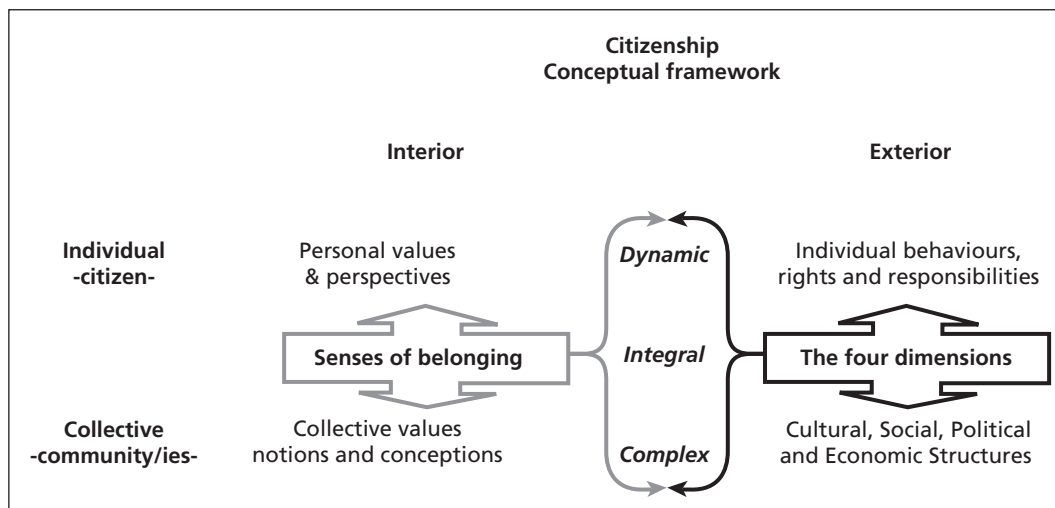 Citizenship
Conceptual framework
Interior
Exterior
Individual
-citizen-
Personal values
& perspectives
Dynamic
Individual behaviours,
rights and responsibilities
Senses of belonging
Integral
The four dimensions
Collective
-community/ies-
Collective values
notions and conceptions
Complex
Cultural, Social, Political
and Economic Structures